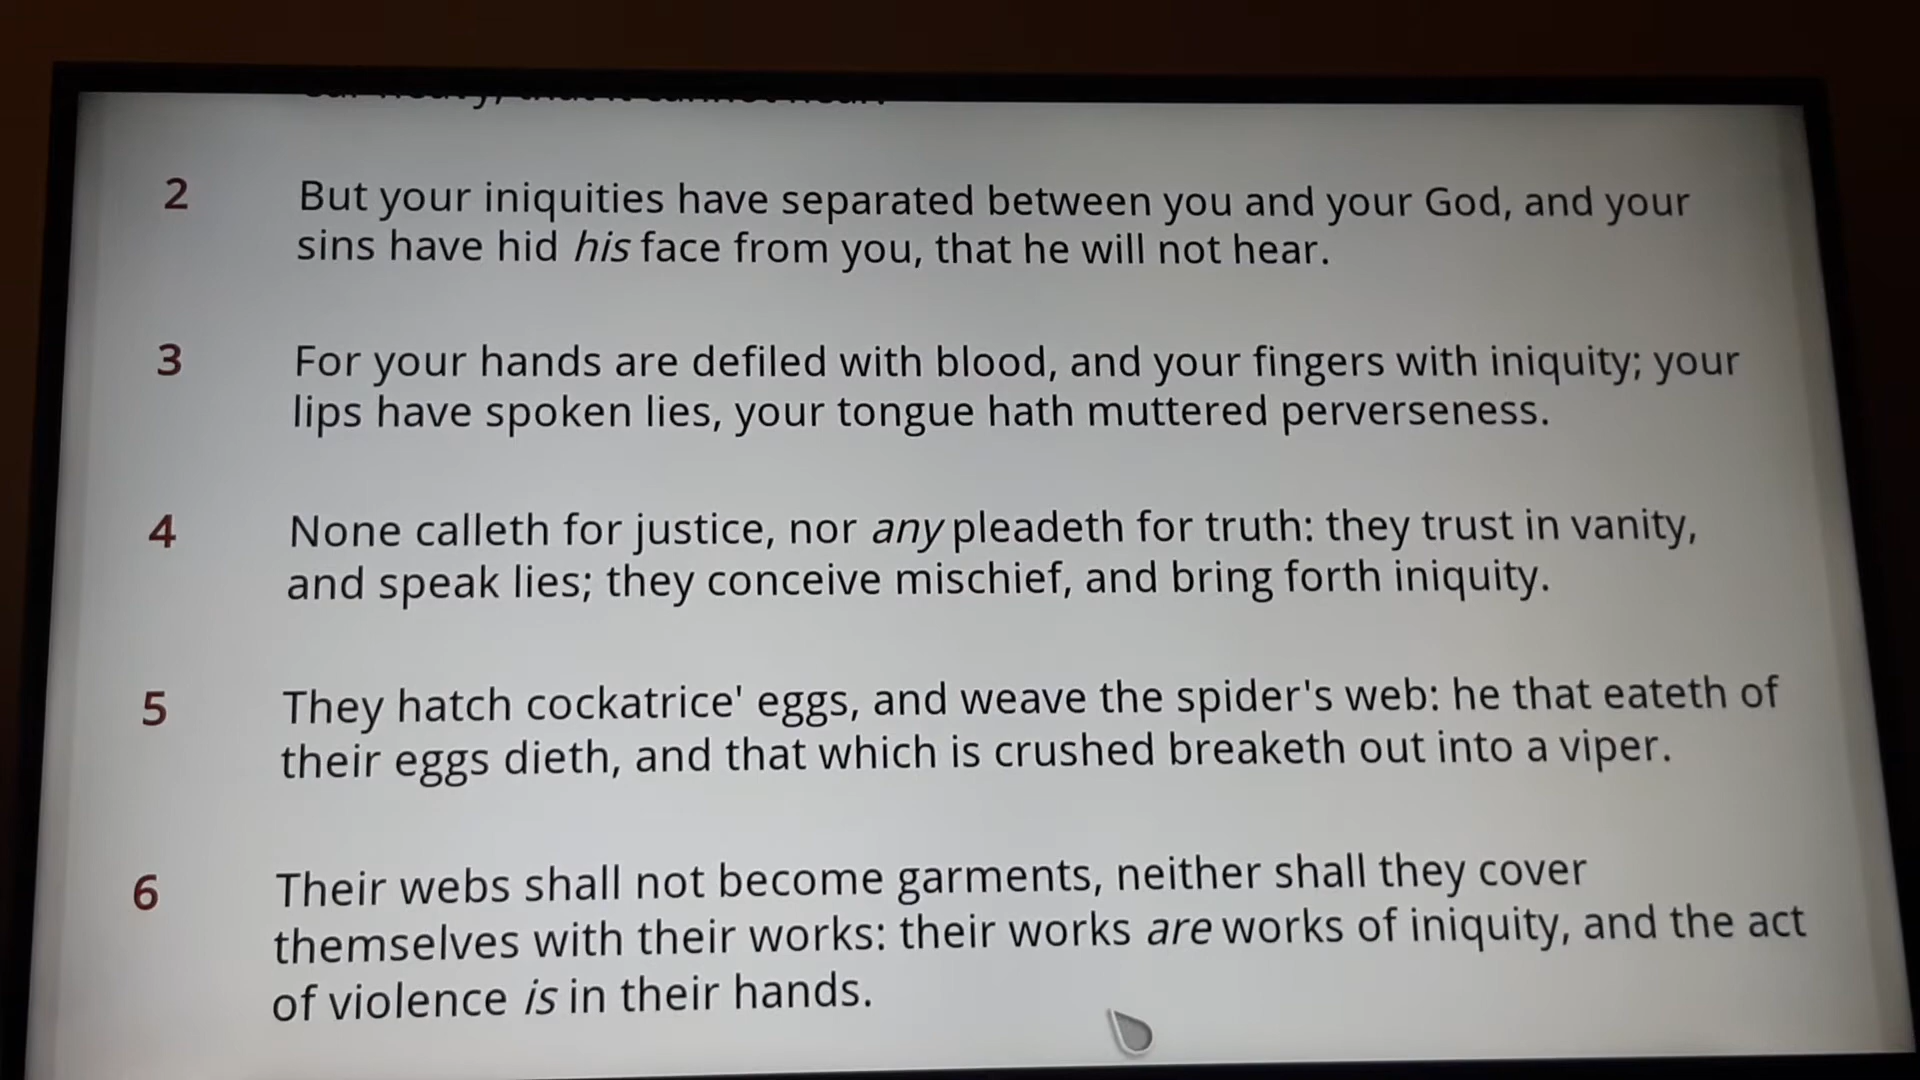 2 But your iniquities have separated between you and your God, and your
sins have hid his face from you, that he will not hear.
3 For your hands are defiled with blood, and your fingers with iniquity; your
lips have spoken lies, your tongue hath muttered perverseness.
4 None calleth for justice, nor any pleadeth for truth: they trust in vanity,
and speak lies; they conceive mischief, and bring forth iniquity.
5 They hatch cockatrice' eggs, and weave the spider's web: he that eateth of
their eggs dieth, and that which is crushed breaketh out into a viper.
6 Their webs shall not become garments, neither shall they cover
themselves with their works: their works are works of iniquity, and the act
of violence is in their hands.